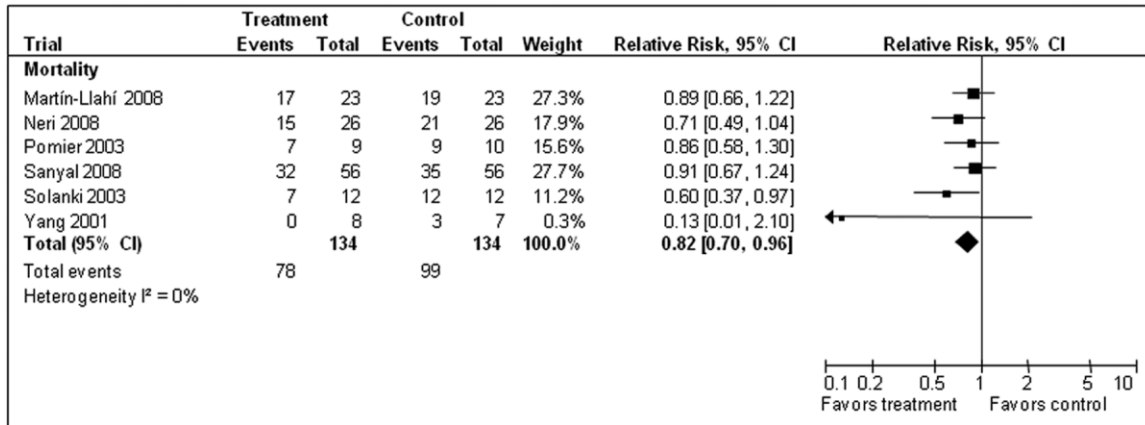 Treatment Control
Trial Events Total Events Total Weight Relative Risk, 95% CI Relative Risk, 95% CI
Mortality
Martín-Llahí 2008 17 23 19 23 27.3% 0.89 [0.66, 1.22]
Neri 2008 15 26 21 26 17.9% 0.71 [0.49, 1.04]
Pomier 2003 7 9 9 10 15.6% 0.86 [0.58, 1.30]
Sanyal 2008 32 56 35 56 27.7% 0.91 [0.67, 1.24]
Solanki 2003 7 12 12 12 11.2% 0.60 [0.37, 0.97]
Yang 2001 0 8 3 7 0.3% 0.13 [0.01, 2.10]
Total (95% CI) 134 134 100.0% 0.82 [0.70, 0.96]
Total events 78 99
Heterogeneity I² = 0%
0.1 0.2 0.5 1 2 5 10
Favors treatment Favors control